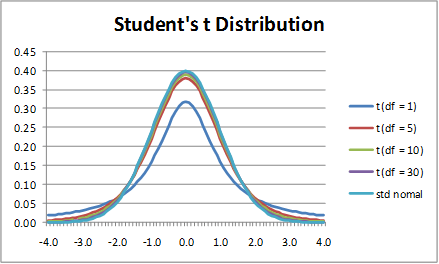 Student's t Distribution
0.45
0.40
0.35
0.30
0.25
0.20
0.15
0.10
0.05
0.00
-4.0 -3.0 -2.0 -1.0 0.0 1.0 2.0 3.0 4.0
t (df = 1)
t (df = 5)
t (df = 10)
t (df = 30)
std nomal